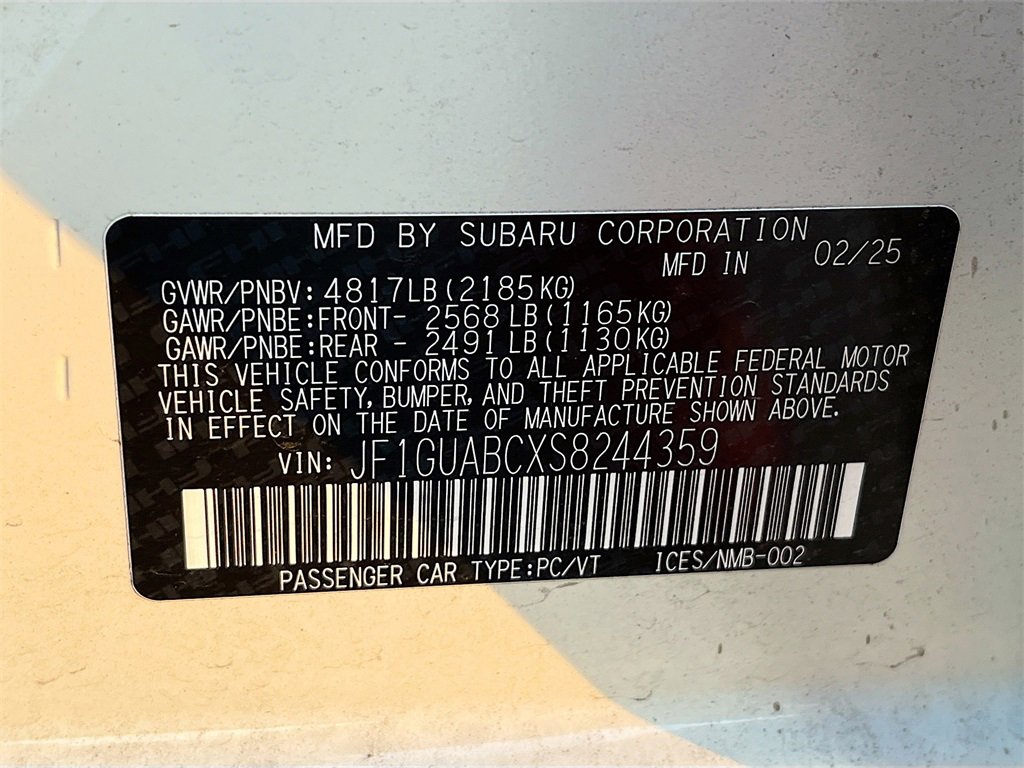 MFD BY SUBARU CORPORATION
MFD IN 02/25
GVWR/PNBV: 4817LB (2185KG)
GAWR/PNBE:FRONT- 2568 LB (1165KG)
GAWR/PNBE:REAR - 2491 LB (1130KG)
THIS VEHICLE CONFORMS TO ALL APPLICABLE FEDERAL MOTOR
VEHICLE SAFETY, BUMPER, AND THEFT PREVENTION STANDARDS
IN EFFECT ON THE DATE OF MANUFACTURE SHOWN ABOVE.
VIN: JF1GUABCXS8244359
PASSENGER CAR TYPE:PC/VT ICES/NMB-002